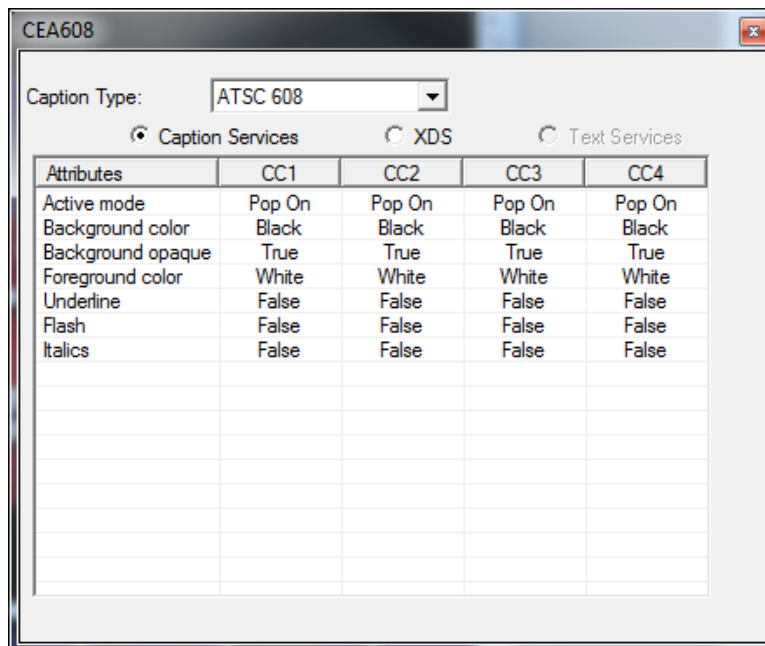 CEA608
Caption Type: ATSC 608
Caption Services XDS Text Services
Attributes CC1 CC2 CC3 CC4
Active mode Pop On Pop On Pop On Pop On
Background color Black Black Black Black
Background opaque True True True True
Foreground color White White White White
Underline False False False False
Flash False False False False
Italics False False False False